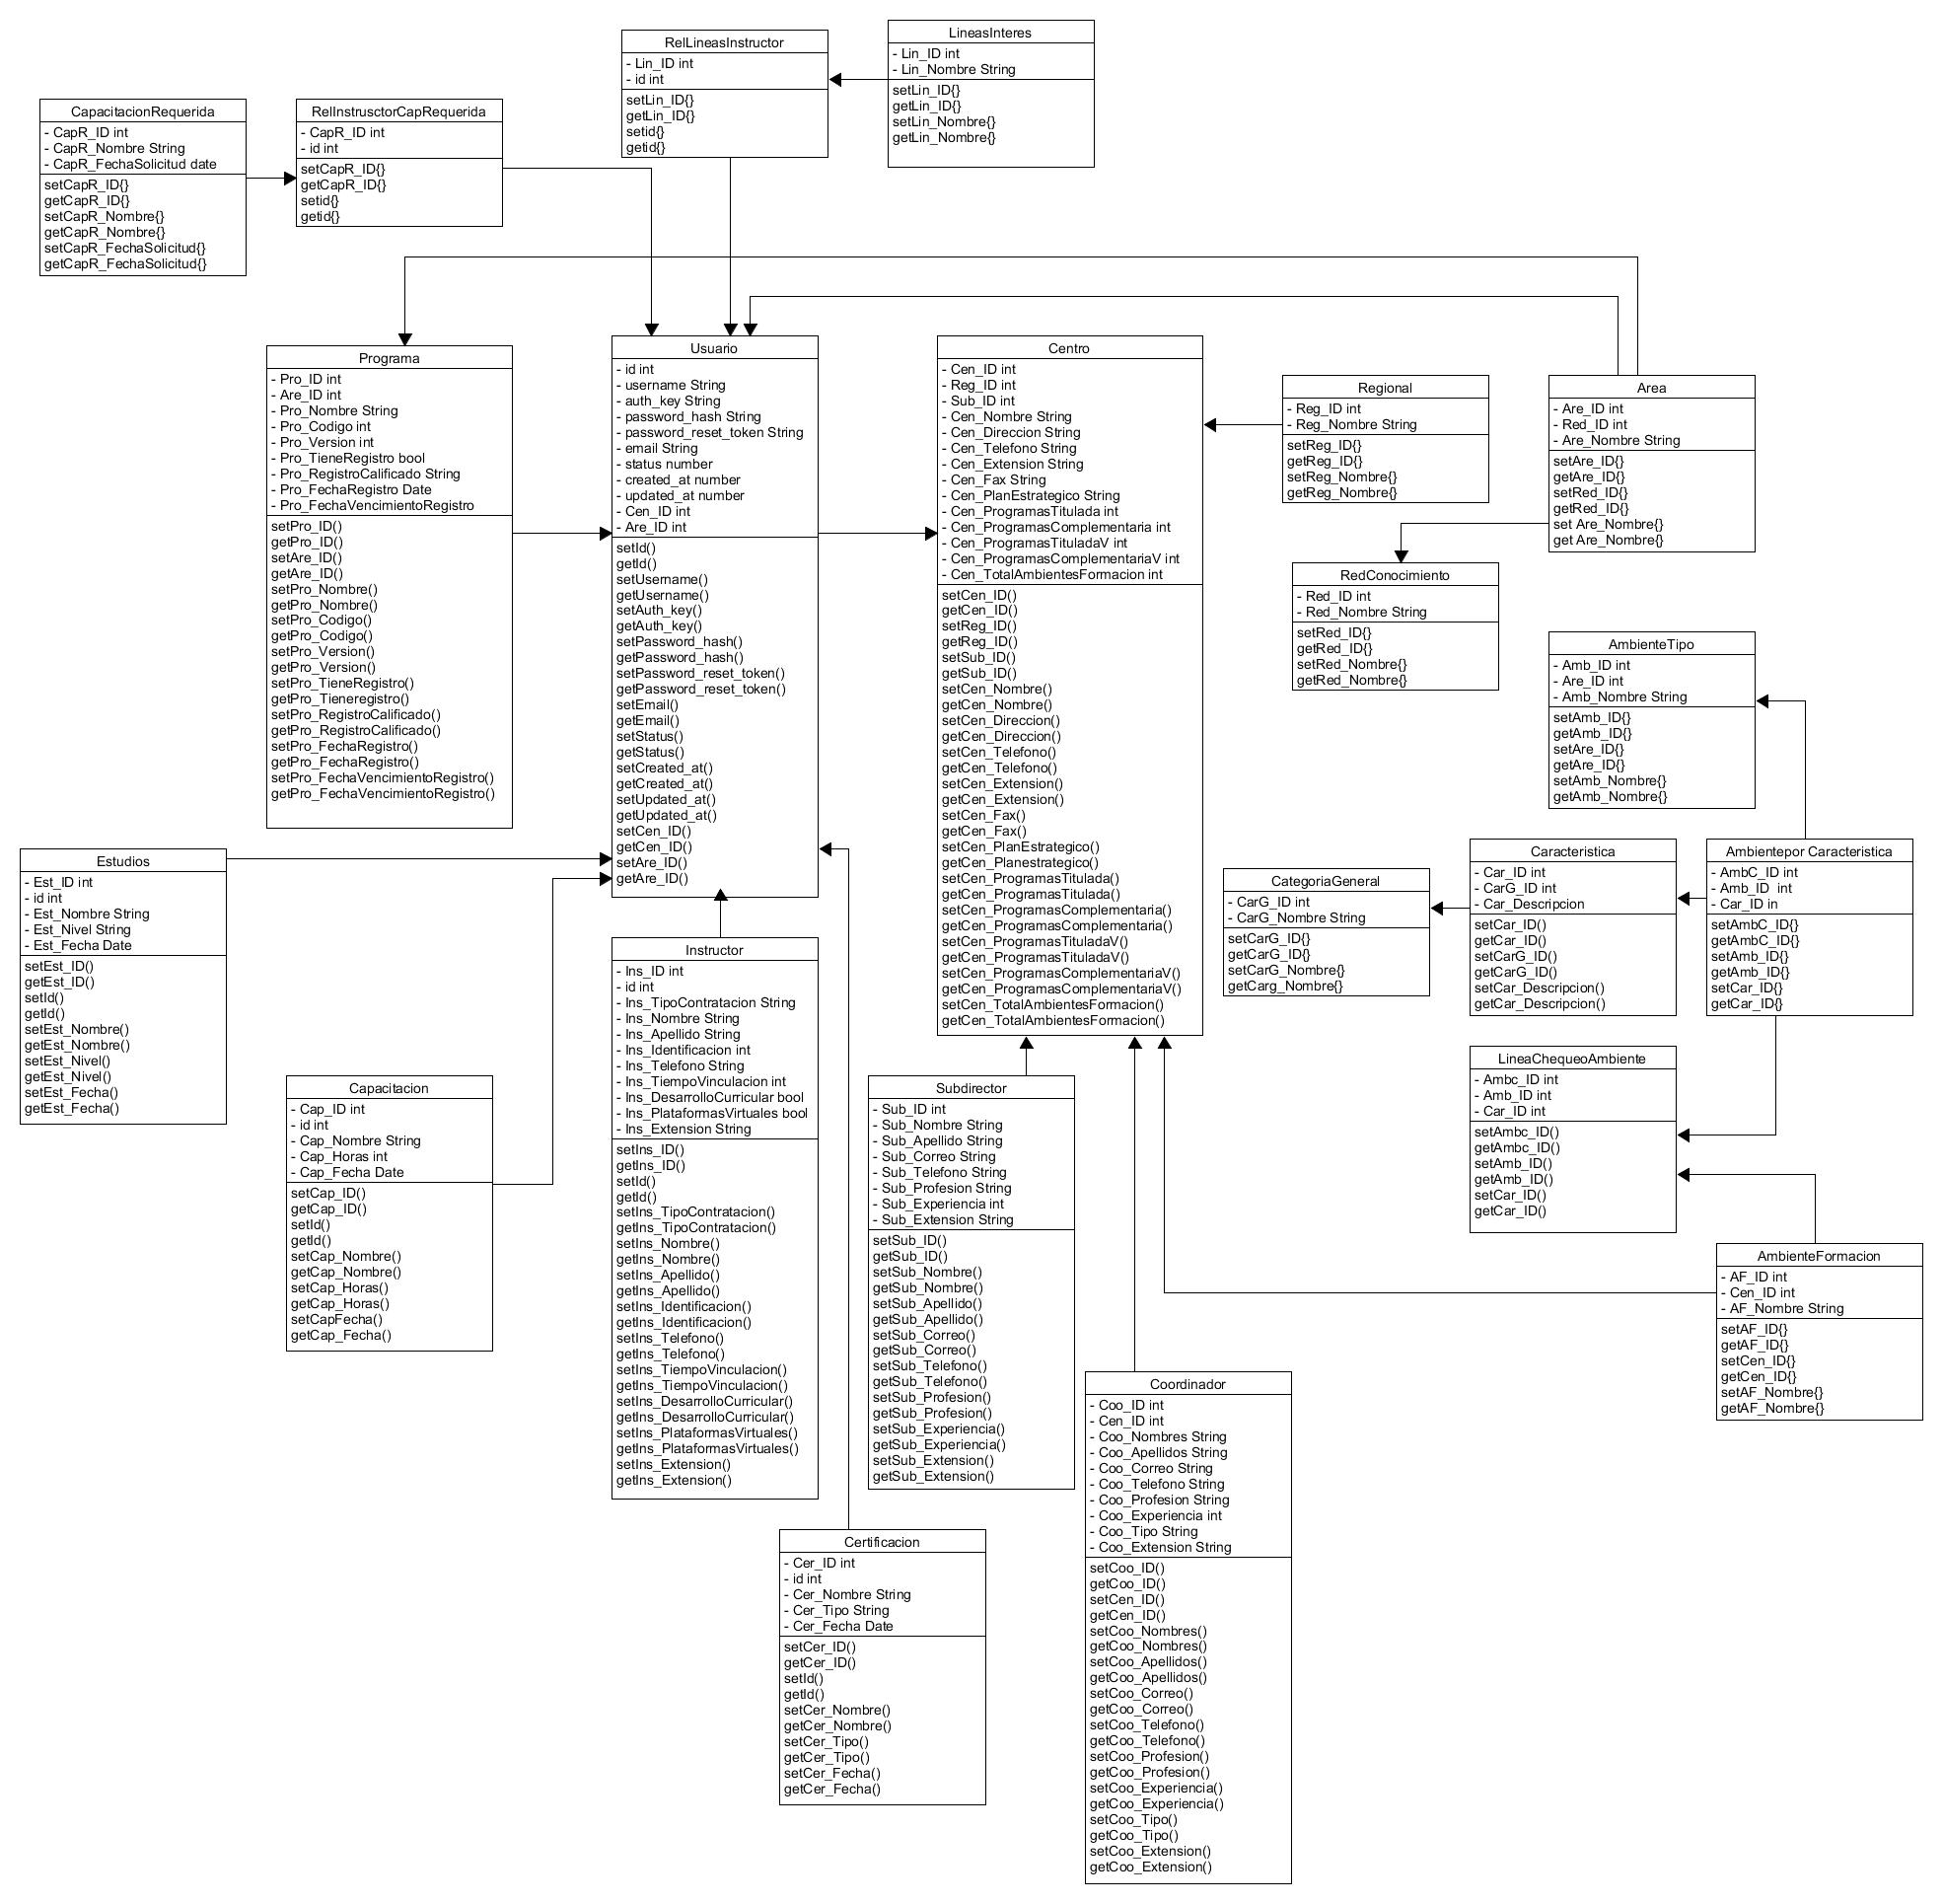 RelLineasInstructor
- Lin_ID int
- id int
setLin_ID{}
getLin_ID{}
setid{}
getid{}
LineasInteres
- Lin_ID int
- Lin_Nombre String
setLin_ID{}
getLin_ID{}
setLin_Nombre{}
getLin_Nombre{}
CapacitacionRequerida
- CapR_ID int
- CapR_Nombre String
- CapR_FechaSolicitud date
setCapR_ID{}
getCapR_ID{}
setCapR_Nombre{}
getCapR_Nombre{}
setCapR_FechaSolicitud{}
getCapR_FechaSolicitud{}
RelInstrusctorCapRequerida
- CapR_ID int
- id int
setCapR_ID{}
getCapR_ID{}
setid{}
getid{}
Programa
- Pro_ID int
- Are_ID int
- Pro_Nombre String
- Pro_Codigo int
- Pro_Version int
- Pro_TieneRegistro bool
- Pro_RegistroCalificado String
- Pro_FechaRegistro Date
- Pro_FechaVencimientoRegistro
setPro_ID()
getPro_ID()
setAre_ID()
getAre_ID()
setPro_Nombre()
getPro_Nombre()
setPro_Codigo()
getPro_Codigo()
setPro_Version()
getPro_Version()
setPro_TieneRegistro()
getPro_Tieneregistro()
setPro_RegistroCalificado()
getPro_RegistroCalificado()
setPro_FechaRegistro()
getPro_FechaRegistro()
setPro_FechaVencimientoRegistro()
getPro_FechaVencimientoRegistro()
Usuario
- id int
- username String
- auth_key String
- password_hash String
- password_reset_token String
- email String
- status number
- created_at number
- updated_at number
- Cen_ID int
- Are_ID int
setId()
getId()
setUsername()
getUsername()
setAuth_key()
getAuth_key()
setPassword_hash()
getPassword_hash()
setPassword_reset_token()
getPassword_reset_token()
setEmail()
getEmail()
setStatus()
getStatus()
setCreated_at()
getCreated_at()
setUpdated_at()
getUpdated_at()
setCen_ID()
getCen_ID()
setAre_ID()
getAre_ID()
Centro
- Cen_ID int
- Reg_ID int
- Sub_ID int
- Cen_Nombre String
- Cen_Direccion String
- Cen_Telefono String
- Cen_Extension String
- Cen_Fax String
- Cen_PlanEstrategico String
- Cen_ProgramasTitulada int
- Cen_ProgramasComplementaria int
- Cen_ProgramasTituladaV int
- Cen_ProgramasComplementariaV int
- Cen_TotalAmbientesFormacion int
setCen_ID()
getCen_ID()
setReg_ID()
getReg_ID()
setSub_ID()
getSub_ID()
setCen_Nombre()
getCen_Nombre()
setCen_Direccion()
getCen_Direccion()
setCen_Telefono()
getCen_Telefono()
setCen_Extension()
getCen_Extension()
setCen_Fax()
getCen_Fax()
setCen_PlanEstrategico()
getCen_Planestrategico()
setCen_ProgramasTitulada()
getCen_ProgramasTitulada()
setCen_ProgramasComplementaria()
getCen_ProgramasComplementaria()
setCen_ProgramasTituladaV()
getCen_ProgramasTituladaV()
setCen_ProgramasComplementariaV()
getCen_ProgramasComplementariaV()
setCen_TotalAmbientesFormacion()
getCen_TotalAmbientesFormacion()
Regional
- Reg_ID int
- Reg_Nombre String
setReg_ID{}
getReg_ID{}
setReg_Nombre{}
getReg_Nombre{}
Area
- Are_ID int
- Red_ID int
- Are_Nombre String
setAre_ID{}
getAre_ID{}
setRed_ID{}
getRed_ID{}
set Are_Nombre{}
get Are_Nombre{}
RedConocimiento
- Red_ID int
- Red_Nombre String
setRed_ID{}
getRed_ID{}
setRed_Nombre{}
getRed_Nombre{}
AmbienteTipo
- Amb_ID int
- Are_ID int
- Amb_Nombre String
setAmb_ID{}
getAmb_ID{}
setAre_ID{}
getAre_ID{}
setAmb_Nombre{}
getAmb_Nombre{}
Estudios
- Est_ID int
- id int
- Est_Nombre String
- Est_Nivel String
- Est_Fecha Date
setEst_ID()
getEst_ID()
setId()
getId()
setEst_Nombre()
getEst_Nombre()
setEst_Nivel()
getEst_Nivel()
setEst_Fecha()
getEst_Fecha()
CategoriaGeneral
- CarG_ID int
- CarG_Nombre String
setCarG_ID{}
getCarG_ID{}
setCarG_Nombre{}
getCarg_Nombre{}
Caracteristica
- Car_ID int
- CarG_ID int
- Car_Descripcion
setCar_ID()
getCar_ID()
setCarG_ID()
getCarG_ID()
setCar_Descripcion()
getCar_Descripcion()
Ambientepor Caracteristica
- AmbC_ID int
- Amb_ID  int
- Car_ID in
setAmbC_ID{}
getAmbC_ID{}
setAmb_ID{}
getAmb_ID{}
setCar_ID{}
getCar_ID{}
Instructor
- Ins_ID int
- id int
- Ins_TipoContratacion String
- Ins_Nombre String
- Ins_Apellido String
- Ins_Identificacion int
- Ins_Telefono String
- Ins_TiempoVinculacion int
- Ins_DesarrolloCurricular bool
- Ins_PlataformasVirtuales bool
- Ins_Extension String
setIns_ID()
getIns_ID()
setId()
getId()
setIns_TipoContratacion()
getIns_TipoContratacion()
setIns_Nombre()
getIns_Nombre()
setIns_Apellido()
getIns_Apellido()
setIns_Identificacion()
getIns_Identificacion()
setIns_Telefono()
getIns_Telefono()
setIns_TiempoVinculacion()
getIns_TiempoVinculacion()
setIns_DesarrolloCurricular()
getIns_DesarrolloCurricular()
setIns_PlataformasVirtuales()
getIns_PlataformasVirtuales()
setIns_Extension()
getIns_Extension()
Capacitacion
- Cap_ID int
- id int
- Cap_Nombre String
- Cap_Horas int
- Cap_Fecha Date
setCap_ID()
getCap_ID()
setId()
getId()
setCap_Nombre()
getCap_Nombre()
setCap_Horas()
getCap_Horas()
setCapFecha()
getCap_Fecha()
Subdirector
- Sub_ID int
- Sub_Nombre String
- Sub_Apellido String
- Sub_Correo String
- Sub_Telefono String
- Sub_Profesion String
- Sub_Experiencia int
- Sub_Extension String
setSub_ID()
getSub_ID()
setSub_Nombre()
getSub_Nombre()
setSub_Apellido()
getSub_Apellido()
setSub_Correo()
getSub_Correo()
setSub_Telefono()
getSub_Telefono()
setSub_Profesion()
getSub_Profesion()
setSub_Experiencia()
getSub_Experiencia()
setSub_Extension()
getSub_Extension()
LineaChequeoAmbiente
- Ambc_ID int
- Amb_ID int
- Car_ID int
setAmbc_ID()
getAmbc_ID()
setAmb_ID()
getAmb_ID()
setCar_ID()
getCar_ID()
AmbienteFormacion
- AF_ID int
- Cen_ID int
- AF_Nombre String
setAF_ID{}
getAF_ID{}
setCen_ID{}
getCen_ID{}
setAF_Nombre{}
getAF_Nombre{}
Coordinador
- Coo_ID int
- Cen_ID int
- Coo_Nombres String
- Coo_Apellidos String
- Coo_Correo String
- Coo_Telefono String
- Coo_Profesion String
- Coo_Experiencia int
- Coo_Tipo String
- Coo_Extension String
setCoo_ID()
getCoo_ID()
setCen_ID()
getCen_ID()
setCoo_Nombres()
getCoo_Nombres()
setCoo_Apellidos()
getCoo_Apellidos()
setCoo_Correo()
getCoo_Correo()
setCoo_Telefono()
getCoo_Telefono()
setCoo_Profesion()
getCoo_Profesion()
setCoo_Experiencia()
getCoo_Experiencia()
setCoo_Tipo()
getCoo_Tipo()
setCoo_Extension()
getCoo_Extension()
Certificacion
- Cer_ID int
- id int
- Cer_Nombre String
- Cer_Tipo String
- Cer_Fecha Date
setCer_ID()
getCer_ID()
setId()
getId()
setCer_Nombre()
getCer_Nombre()
setCer_Tipo()
getCer_Tipo()
setCer_Fecha()
getCer_Fecha()